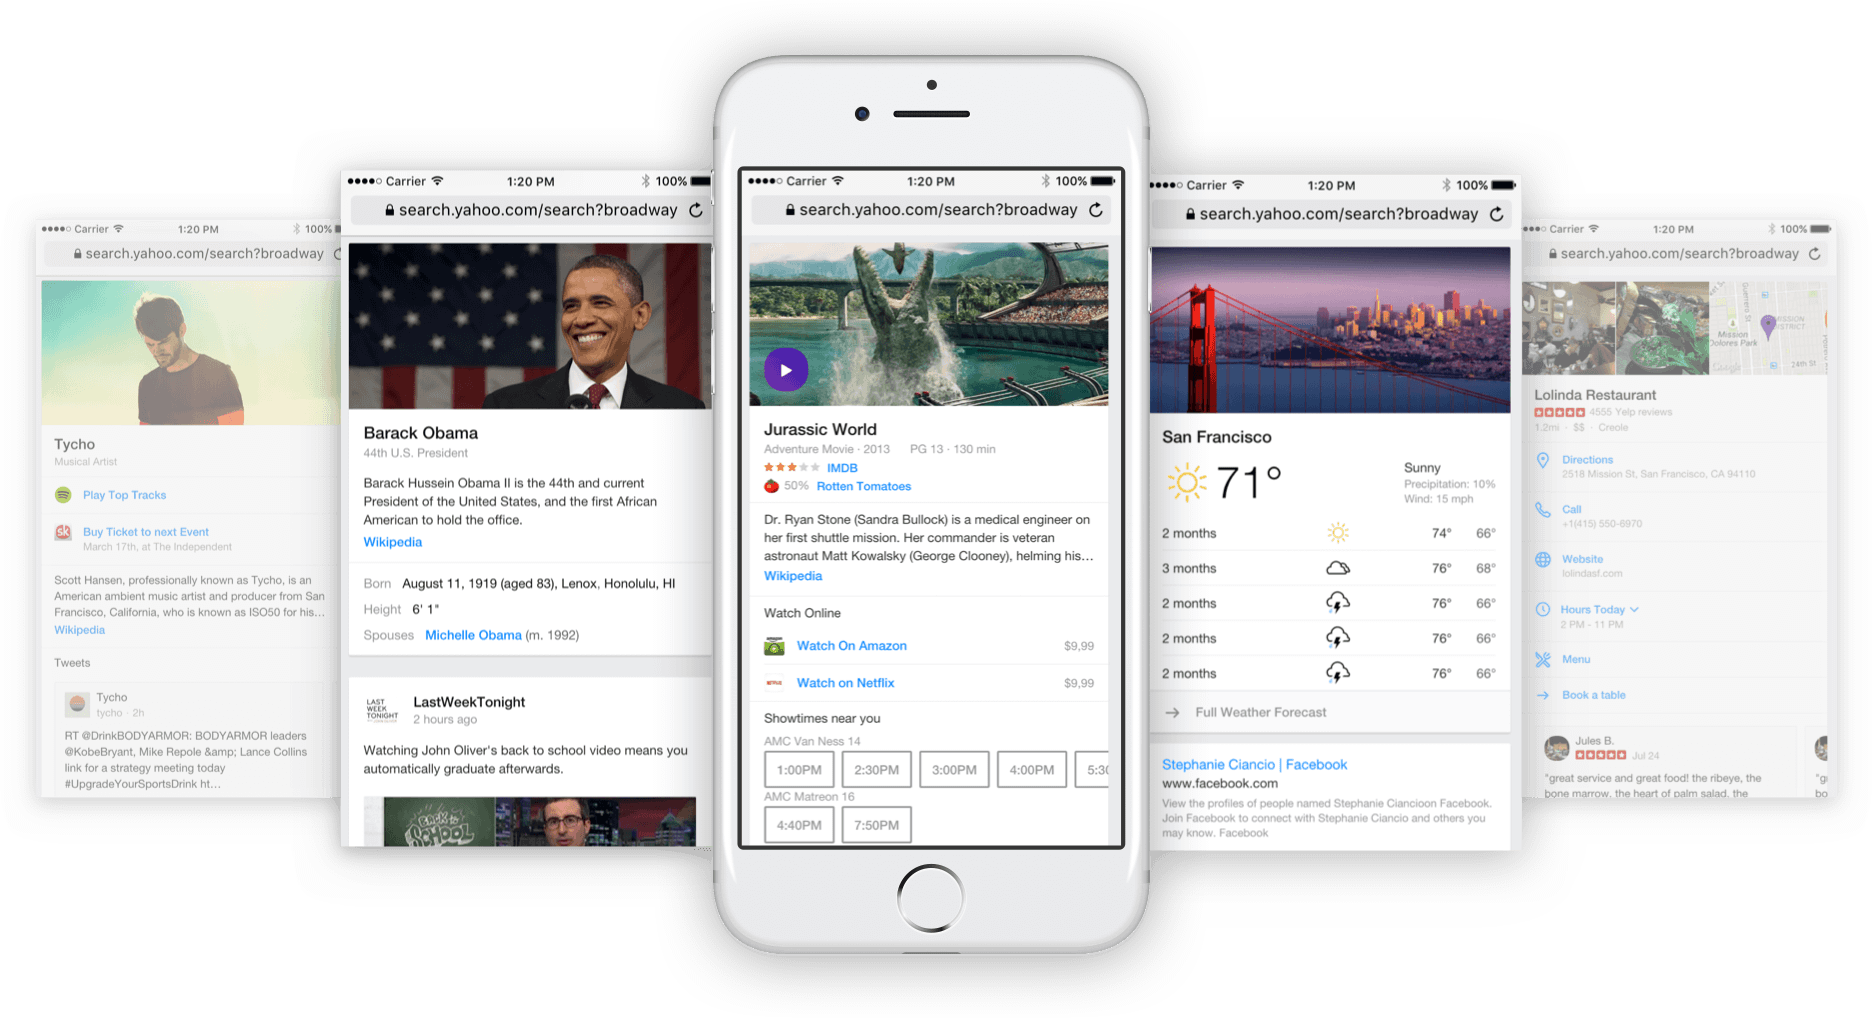 Carrier 1:20 PM 100%
search.yahoo.com/search?broadway
Tycho
Musical Artist
Play Top Tracks
Buy Ticket to next Event
March 17th, at The Independent
Scott Hansen, professionally known as Tycho, is an
American ambient music artist and producer from San
Francisco, California, who is known as ISO50 for his...
Wikipedia
Tweets
Tycho
tycho · 2h
RT @DrinkBODYARMOR: BODYARMOR leaders
@KobeBryant, Mike Repole &amp; Lance Collins
link for a strategy meeting today
#UpgradeYourSportsDrink ht...
Carrier 1:20 PM 100%
search.yahoo.com/search?broadway
Barack Obama
44th U.S. President
Barack Hussein Obama II is the 44th and current
President of the United States, and the first African
American to hold the office.
Wikipedia
Born August 11, 1919 (aged 83), Lenox, Honolulu, HI
Height 6' 1"
Spouses Michelle Obama (m. 1992)
LAST
WEEK
TONIGHT
LastWeekTonight
2 hours ago
Watching John Oliver's back to school video means you
automatically graduate afterwards.
BACK to
SCHOOL
Carrier 1:20 PM 100%
search.yahoo.com/search?broadway
Jurassic World
Adventure Movie · 2013 PG 13 · 130 min
IMDB
50% Rotten Tomatoes
Dr. Ryan Stone (Sandra Bullock) is a medical engineer on
her first shuttle mission. Her commander is veteran
astronaut Matt Kowalsky (George Clooney), helming his...
Wikipedia
Watch Online
Watch On Amazon $9,99
NETFLIX Watch on Netflix $9,99
Showtimes near you
AMC Van Ness 14
1:00PM 2:30PM 3:00PM 4:00PM 5:30
AMC Matreon 16
4:40PM 7:50PM
Carrier 1:20 PM 100%
search.yahoo.com/search?broadway
San Francisco
71°
Sunny
Precipitation: 10%
Wind: 15 mph
2 months 74° 66°
3 months 76° 68°
2 months 76° 66°
2 months 76° 66°
2 months 76° 66°
Full Weather Forecast
Stephanie Ciancio | Facebook
www.facebook.com
View the profiles of people named Stephanie Ciancioon Facebook.
Join Facebook to connect with Stephanie Ciancio and others you
may know. Facebook
Carrier 1:20 PM 100%
search.yahoo.com/search?broadway
Guerrero St
MISSION
DISTRICT
Mission
Dolores Park
Google
24th St
Lolinda Restaurant
4555 Yelp reviews
1.2mi · $$ · Creole
Directions
2518 Mission St, San Francisco, CA 94110
Call
+1(415) 550-6970
Website
lolindasf.com
Hours Today
2 PM - 11 PM
Menu
Book a table
Jules B.
Jul 24
"great service and great food! the ribeye, the
bone marrow, the heart of palm salad, the